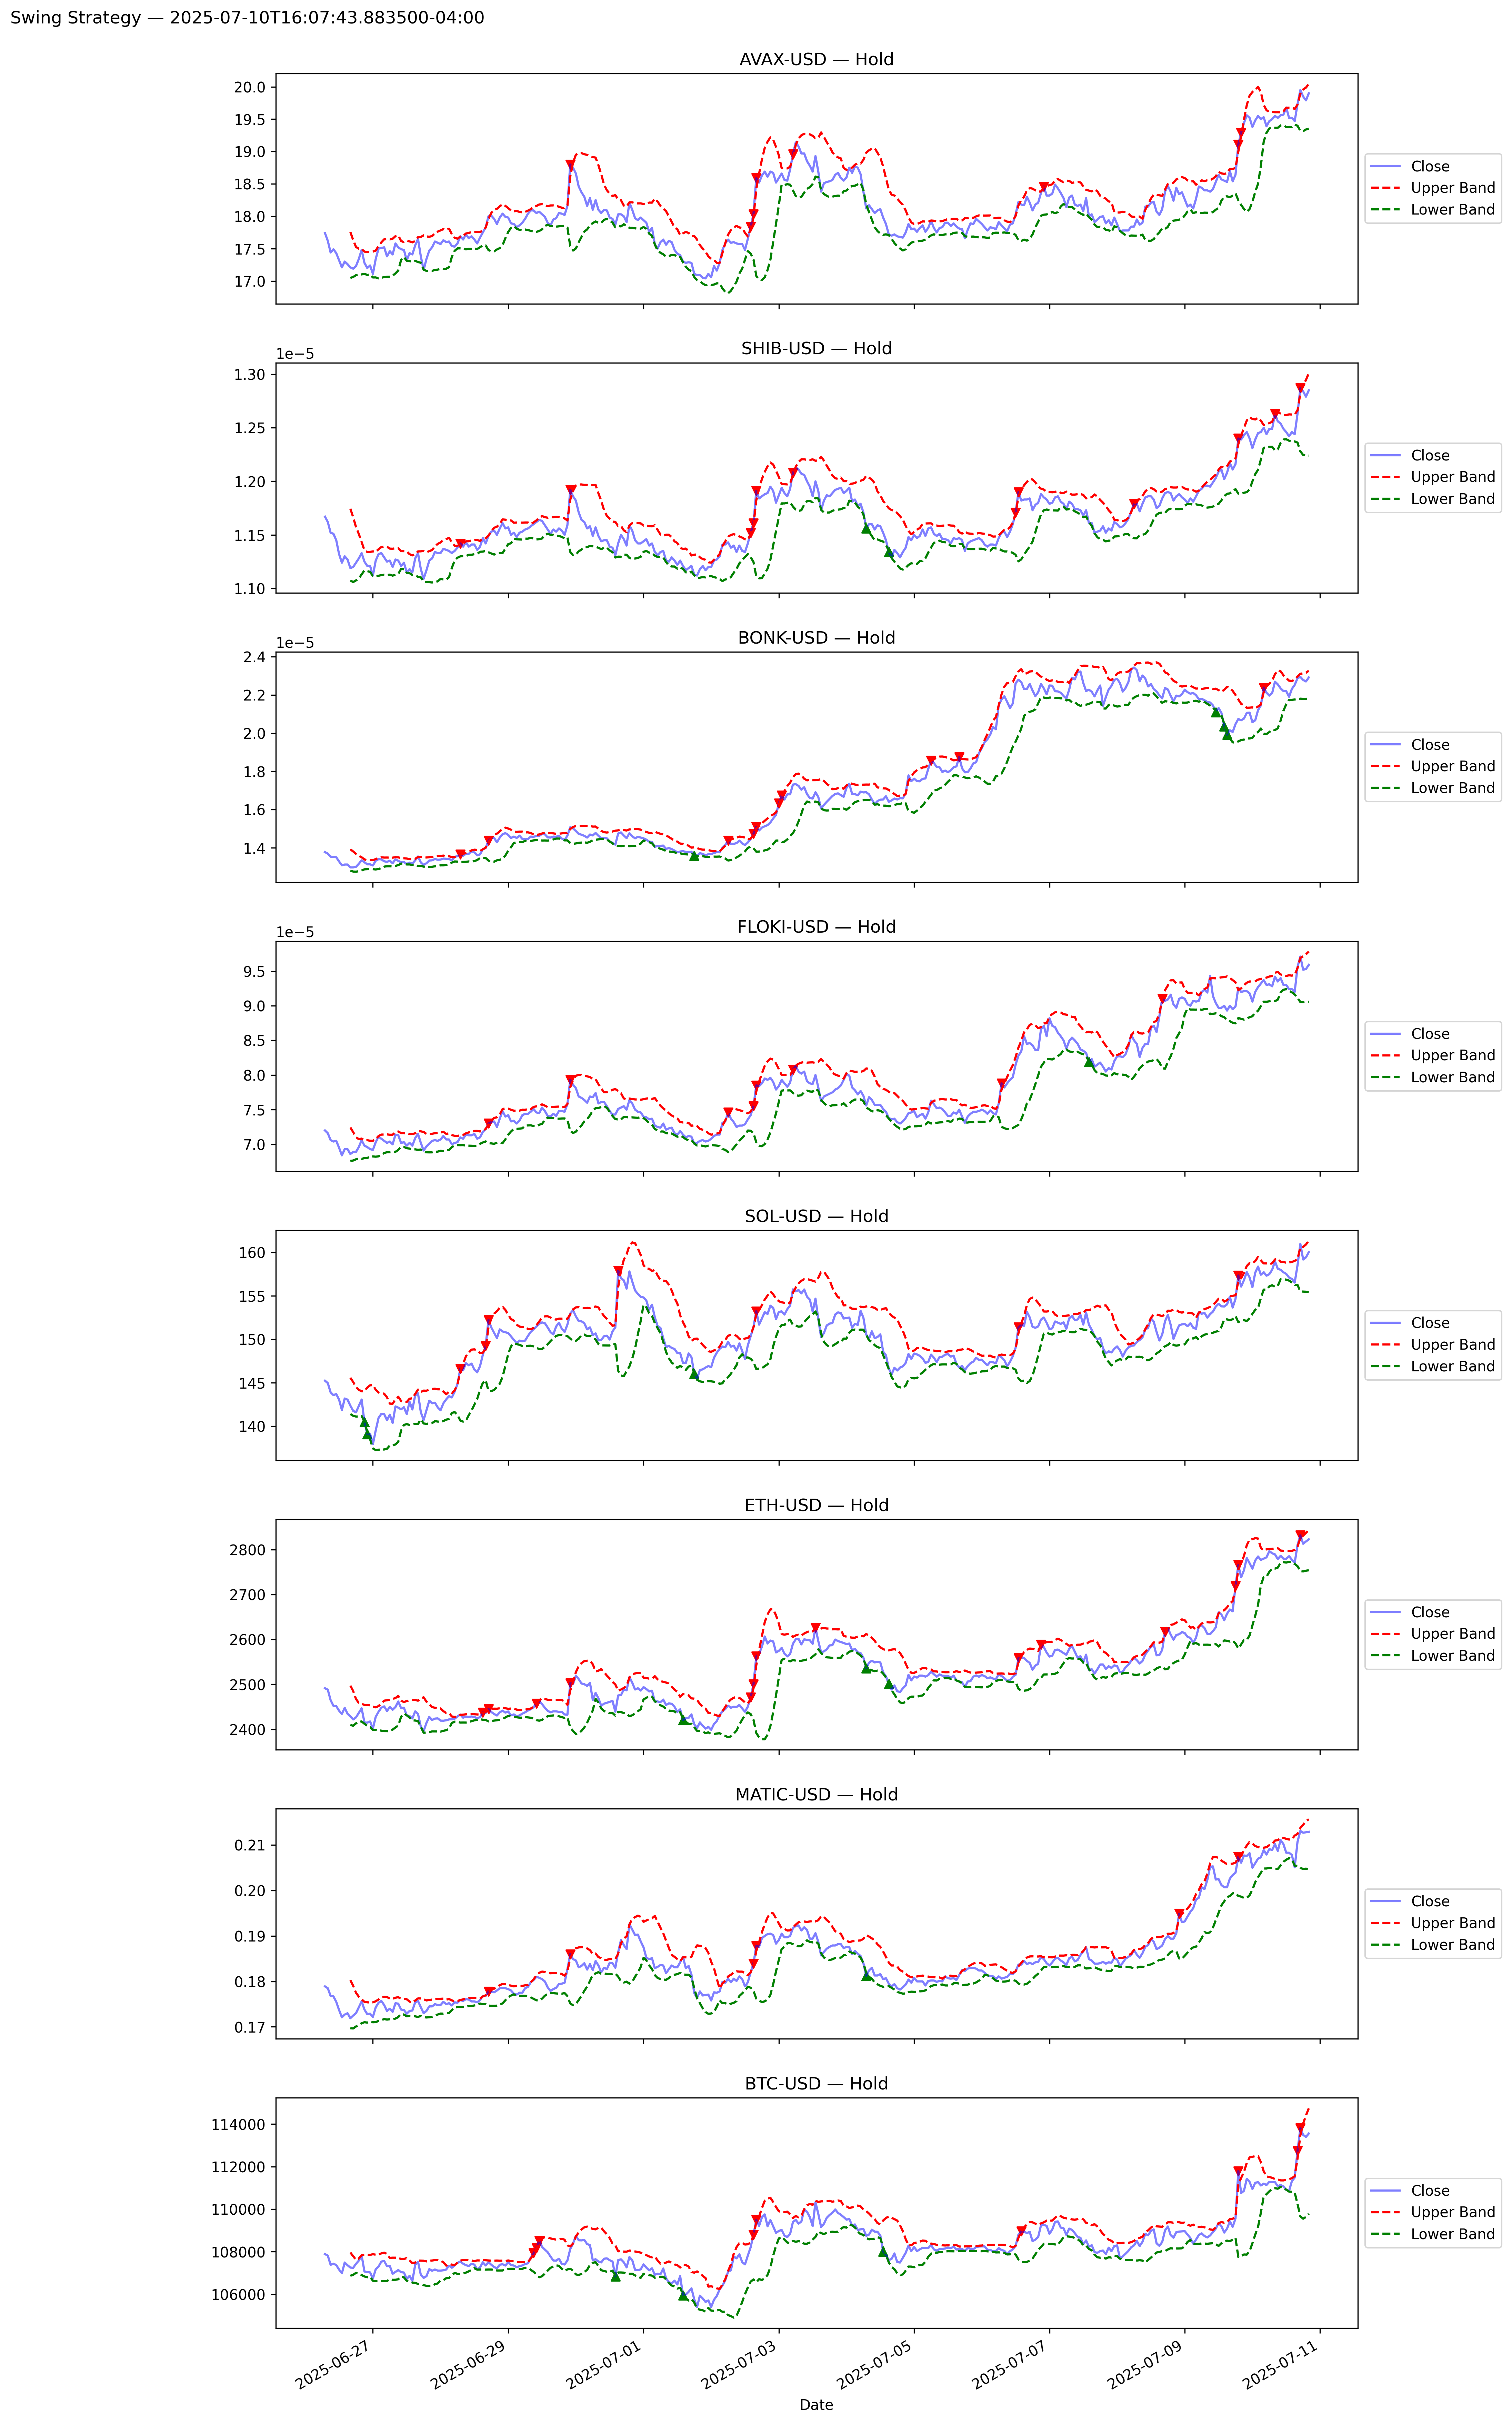 Swing Strategy — 2025-07-10T16:07:43.883500-04:00
AVAX-USD — Hold
20.0
19.5
19.0
18.5
18.0
17.5
17.0
Close
Upper Band
Lower Band
SHIB-USD — Hold
1e−5
1.30
1.25
1.20
1.15
1.10
Close
Upper Band
Lower Band
BONK-USD — Hold
1e−5
2.4
2.2
2.0
1.8
1.6
1.4
Close
Upper Band
Lower Band
FLOKI-USD — Hold
1e−5
9.5
9.0
8.5
8.0
7.5
7.0
Close
Upper Band
Lower Band
SOL-USD — Hold
160
155
150
145
140
Close
Upper Band
Lower Band
ETH-USD — Hold
2800
2700
2600
2500
2400
Close
Upper Band
Lower Band
MATIC-USD — Hold
0.21
0.20
0.19
0.18
0.17
Close
Upper Band
Lower Band
BTC-USD — Hold
114000
112000
110000
108000
106000
Close
Upper Band
Lower Band
2025-06-27
2025-06-29
2025-07-01
2025-07-03
2025-07-05
2025-07-07
2025-07-09
2025-07-11
Date